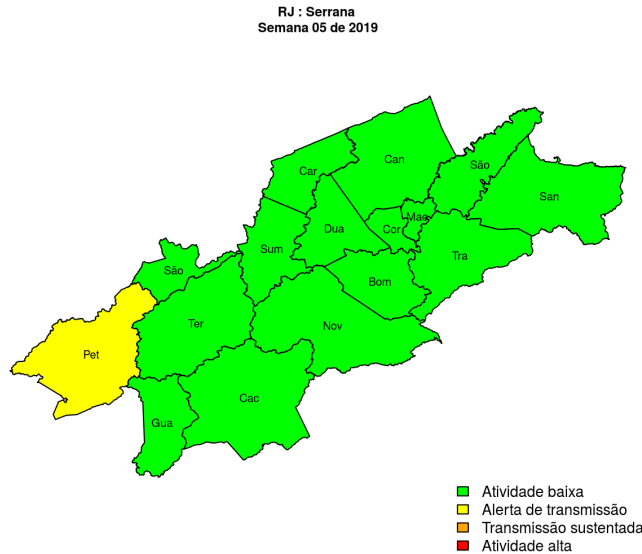 RJ : Serrana
Semana 05 de 2019
Can
São
Car
San
Mac
Dua
Cor
Sum
Tra
São
Bom
Ter
Nov
Pet
Cac
Gua
Atividade baixa
Alerta de transmissão
Transmissão sustentada
Atividade alta